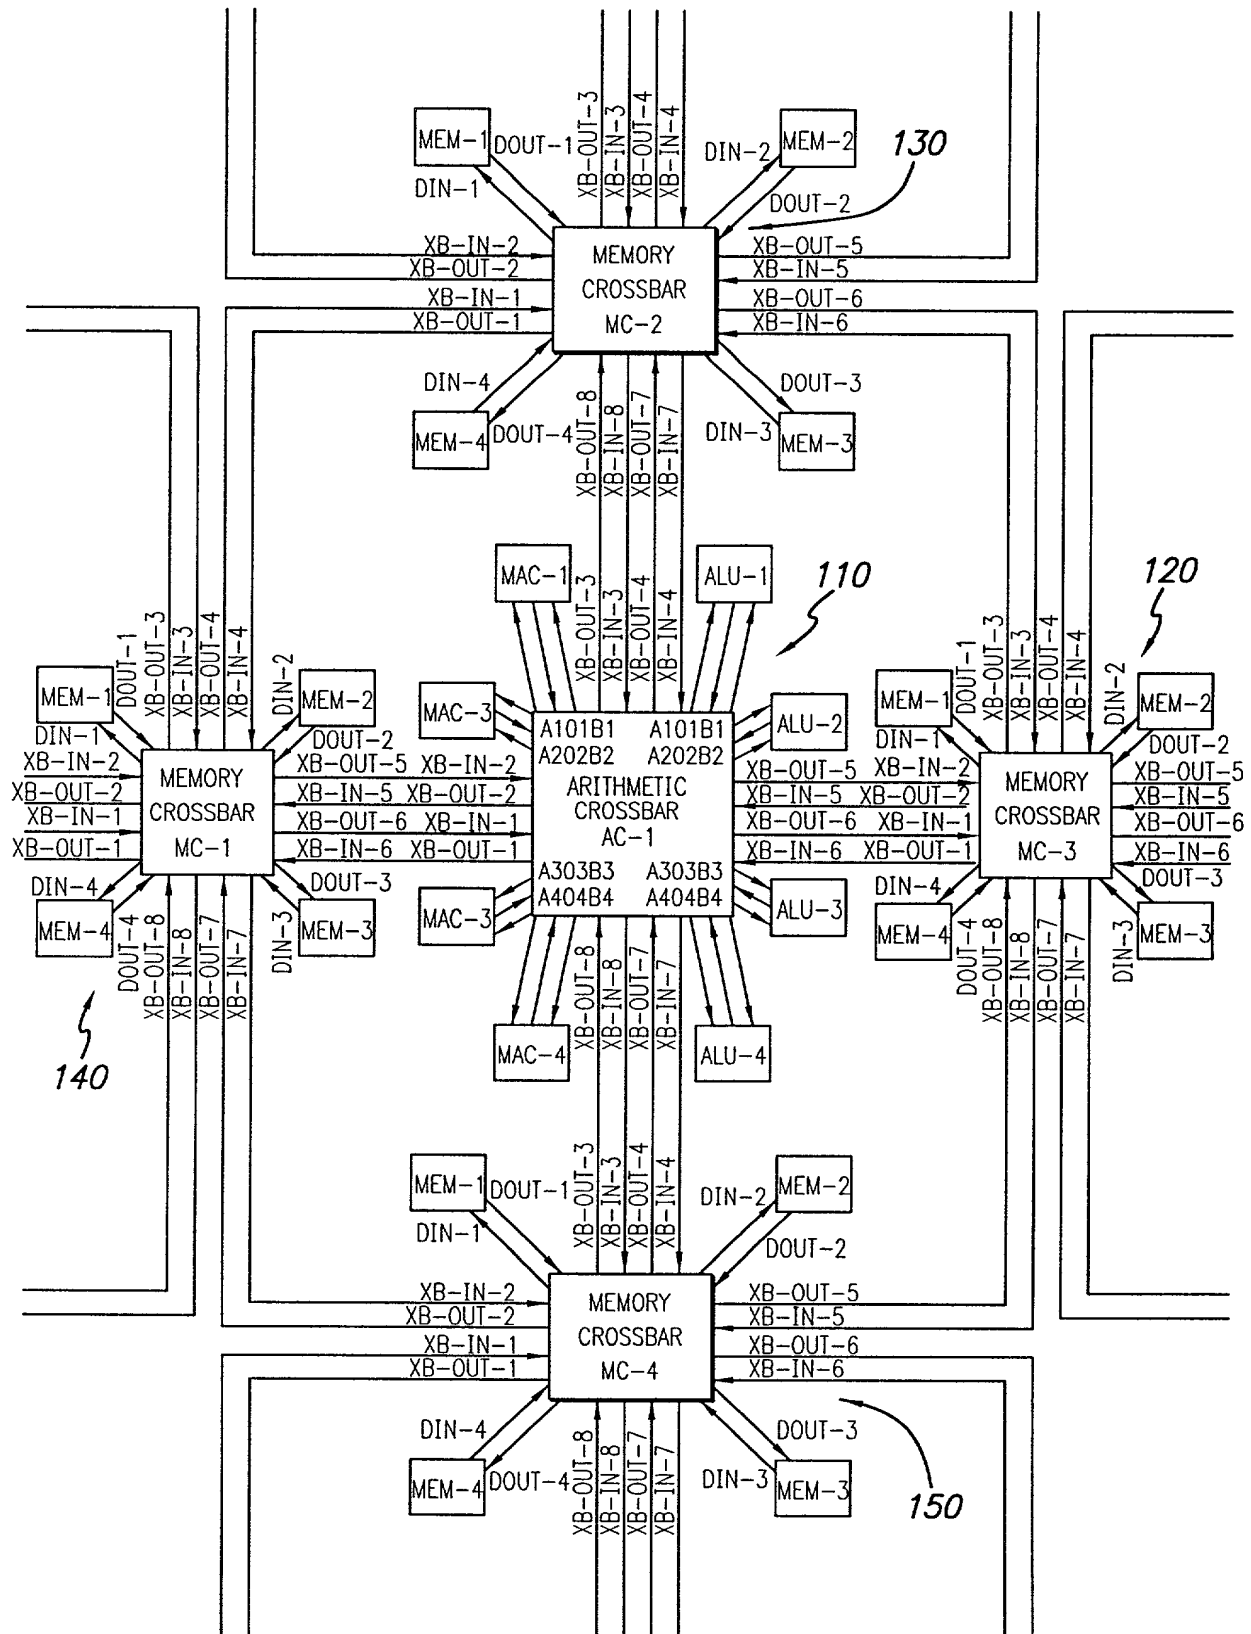 XB-OUT-3
XB-IN-3
XB-OUT-4
XB-IN-4
MEM-1
DOUT-1
DIN-1
DIN-2
MEM-2
DOUT-2
130
XB-IN-2
XB-OUT-2
XB-IN-1
XB-OUT-1
MEMORY
CROSSBAR
MC-2
XB-OUT-5
XB-IN-5
XB-OUT-6
XB-IN-6
DIN-4
MEM-4
DOUT-4
XB-OUT-8
XB-IN-8
XB-OUT-7
XB-IN-7
DOUT-3
DIN-3
MEM-3
MAC-1
XB-OUT-3
XB-IN-3
XB-OUT-4
XB-IN-4
ALU-1
110
120
MEM-1
DOUT-1
XB-OUT-3
XB-IN-3
XB-OUT-4
XB-IN-4
DIN-2
MEM-2
DIN-1
DOUT-2
XB-IN-2
XB-OUT-2
XB-IN-1
XB-OUT-1
MEMORY
CROSSBAR
MC-1
XB-OUT-5
XB-IN-5
XB-OUT-6
XB-IN-6
DIN-4
MEM-4
DOUT-4
XB-OUT-8
XB-IN-8
XB-OUT-7
XB-IN-7
DIN-3
DOUT-3
MEM-3
140
MAC-3
ALU-2
A101B1
A202B2
A101B1
A202B2
XB-IN-2
XB-OUT-2
XB-IN-1
XB-OUT-1
ARITHMETIC
CROSSBAR
AC-1
XB-OUT-5
XB-IN-5
XB-OUT-6
XB-IN-6
A303B3
A404B4
A303B3
A404B4
MAC-3
ALU-3
MAC-4
XB-OUT-8
XB-IN-8
XB-OUT-7
XB-IN-7
ALU-4
MEM-1
DOUT-1
XB-OUT-3
XB-IN-3
XB-OUT-4
XB-IN-4
DIN-2
MEM-2
DIN-1
DOUT-2
XB-IN-2
XB-OUT-2
XB-IN-1
XB-OUT-1
MEMORY
CROSSBAR
MC-3
XB-OUT-5
XB-IN-5
XB-OUT-6
XB-IN-6
DIN-4
MEM-4
DOUT-4
XB-OUT-8
XB-IN-8
XB-OUT-7
XB-IN-7
DIN-3
DOUT-3
MEM-3
MEM-1
DOUT-1
DIN-1
XB-OUT-3
XB-IN-3
XB-OUT-4
XB-IN-4
DIN-2
MEM-2
DOUT-2
XB-IN-2
XB-OUT-2
XB-IN-1
XB-OUT-1
MEMORY
CROSSBAR
MC-4
XB-OUT-5
XB-IN-5
XB-OUT-6
XB-IN-6
DIN-4
MEM-4
DOUT-4
XB-OUT-8
XB-IN-8
XB-OUT-7
XB-IN-7
DOUT-3
DIN-3
MEM-3
150